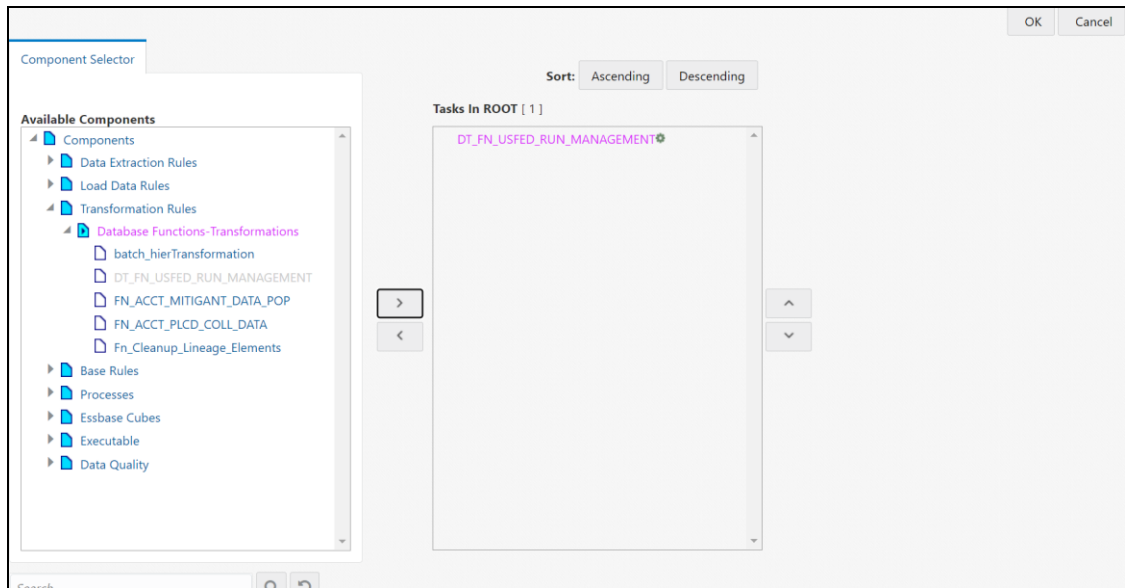 OK Cancel
Component Selector
Sort: Ascending Descending
Tasks In ROOT [ 1 ]
Available Components
Components
Data Extraction Rules
Load Data Rules
Transformation Rules
Database Functions-Transformations
batch_hierTransformation
DT_FN_USFED_RUN_MANAGEMENT
FN_ACCT_MITIGANT_DATA_POP
FN_ACCT_PLCD_COLL_DATA
Fn_Cleanup_Lineage_Elements
Base Rules
Processes
Essbase Cubes
Executable
Data Quality
DT_FN_USFED_RUN_MANAGEMENT
Search